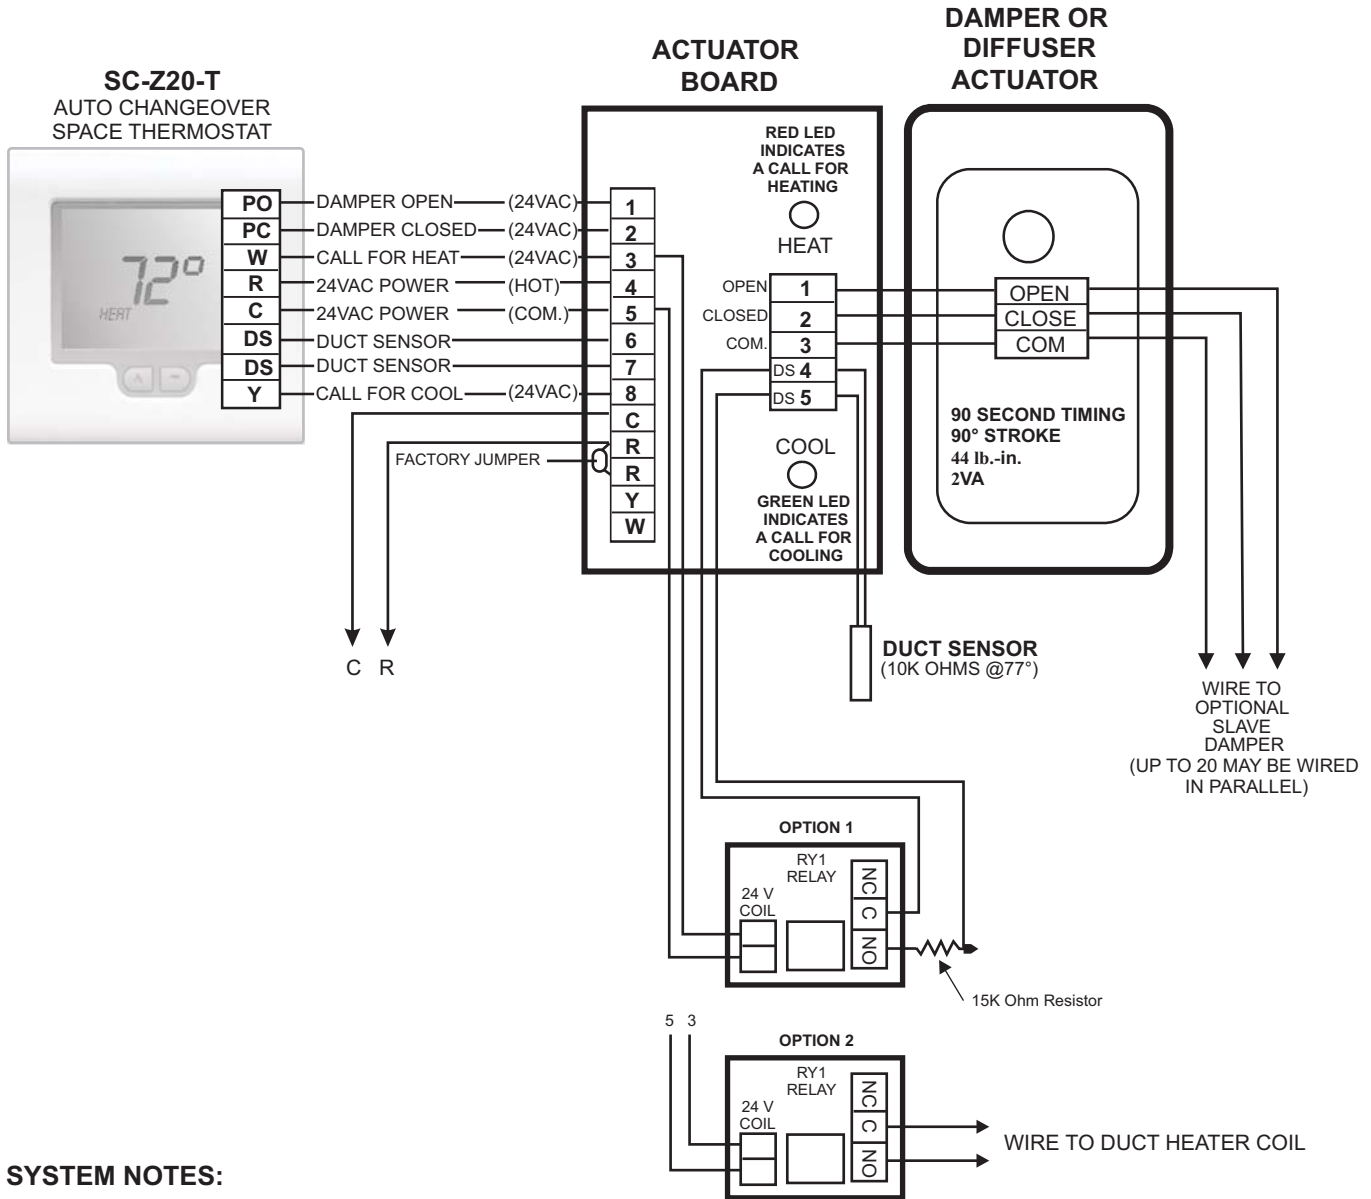 SC-Z20-T
AUTO CHANGEOVER
SPACE THERMOSTAT
ACTUATOR
BOARD
DAMPER OR
DIFFUSER
ACTUATOR
72°
HEAT
PO DAMPER OPEN (24VAC) 1
PC DAMPER CLOSED (24VAC) 2
W CALL FOR HEAT (24VAC) 3
R 24VAC POWER (HOT) 4
C 24VAC POWER (COM.) 5
DS DUCT SENSOR 6
DS DUCT SENSOR 7
Y CALL FOR COOL (24VAC) 8
C
R
FACTORY JUMPER
R
Y
W
C R
RED LED
INDICATES
A CALL FOR
HEATING
HEAT
OPEN 1
CLOSED 2
COM. 3
DS 4
DS 5
COOL
GREEN LED
INDICATES
A CALL FOR
COOLING
OPEN
CLOSE
COM
90 SECOND TIMING
90° STROKE
44 lb.-in.
2VA
DUCT SENSOR
(10K OHMS @77°)
WIRE TO
OPTIONAL
SLAVE
DAMPER
(UP TO 20 MAY BE WIRED
IN PARALLEL)
OPTION 1
RY1
RELAY
24 V
COIL
NC
C
NO
15K Ohm Resistor
5 3
OPTION 2
RY1
RELAY
24 V
COIL
NC
C
NO
WIRE TO DUCT HEATER COIL
SYSTEM NOTES: